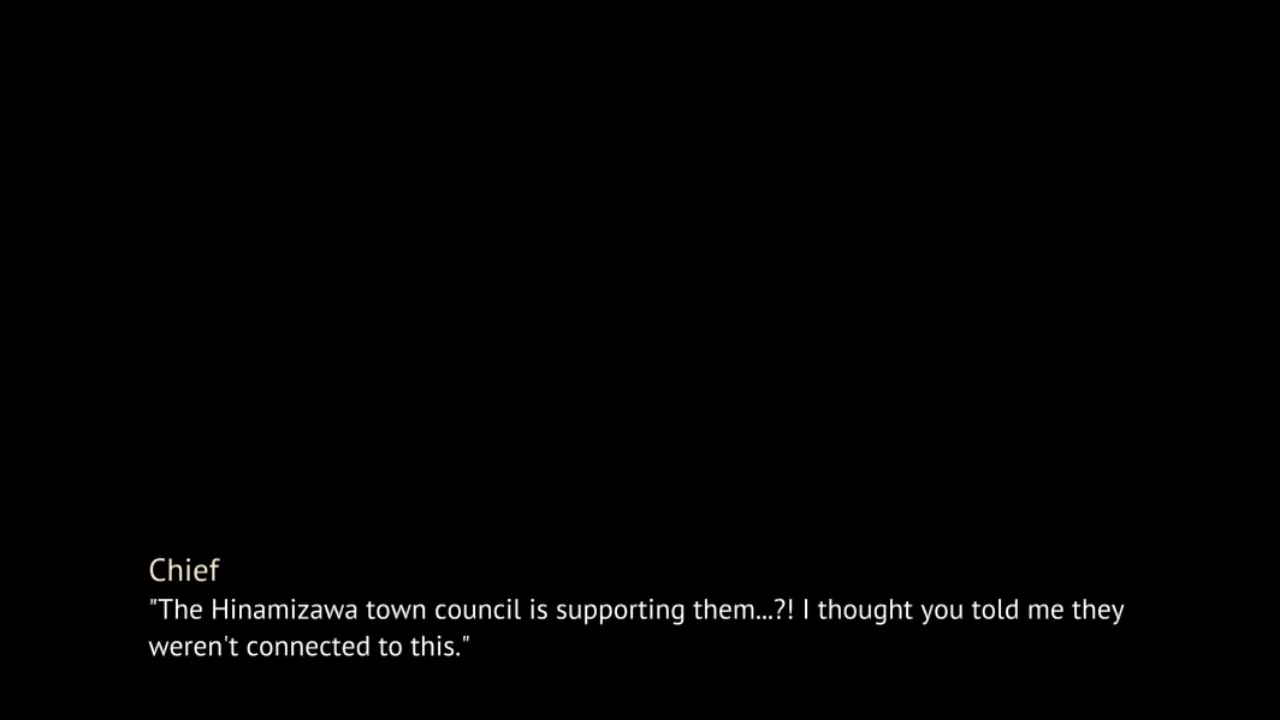 Chief
"The Hinamizawa town council is supporting them...?! I thought you told me they
weren't connected to this."